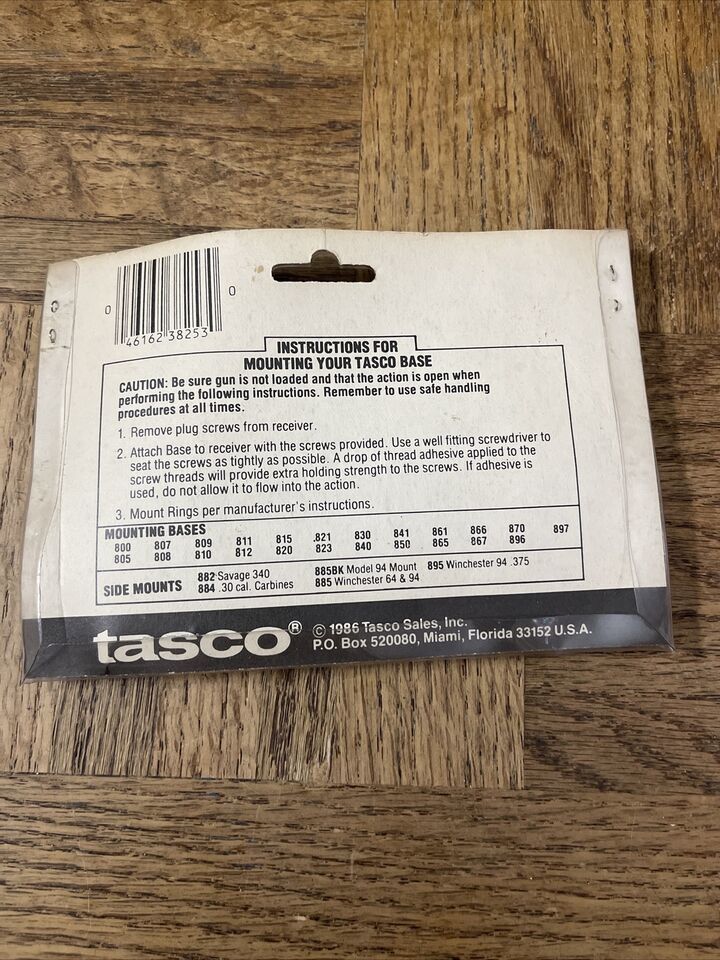 0 46162 38253 0
INSTRUCTIONS FOR
MOUNTING YOUR TASCO BASE
CAUTION: Be sure gun is not loaded and that the action is open when
performing the following instructions. Remember to use safe handling
procedures at all times.
1. Remove plug screws from receiver.
2. Attach Base to receiver with the screws provided. Use a well fitting screwdriver to
seat the screws as tightly as possible. A drop of thread adhesive applied to the
screw threads will provide extra holding strength to the screws. If adhesive is
used, do not allow it to flow into the action.
3. Mount Rings per manufacturer's instructions.
MOUNTING BASES
800 807 809 811 815 821 830 841 861 866 870 897
805 808 810 812 820 823 840 850 865 867 896
SIDE MOUNTS
882 Savage 340 885BK Model 94 Mount 895 Winchester 94 .375
884 .30 cal. Carbines 885 Winchester 64 & 94
tasco® © 1986 Tasco Sales, Inc.
P.O. Box 520080, Miami, Florida 33152 U.S.A.